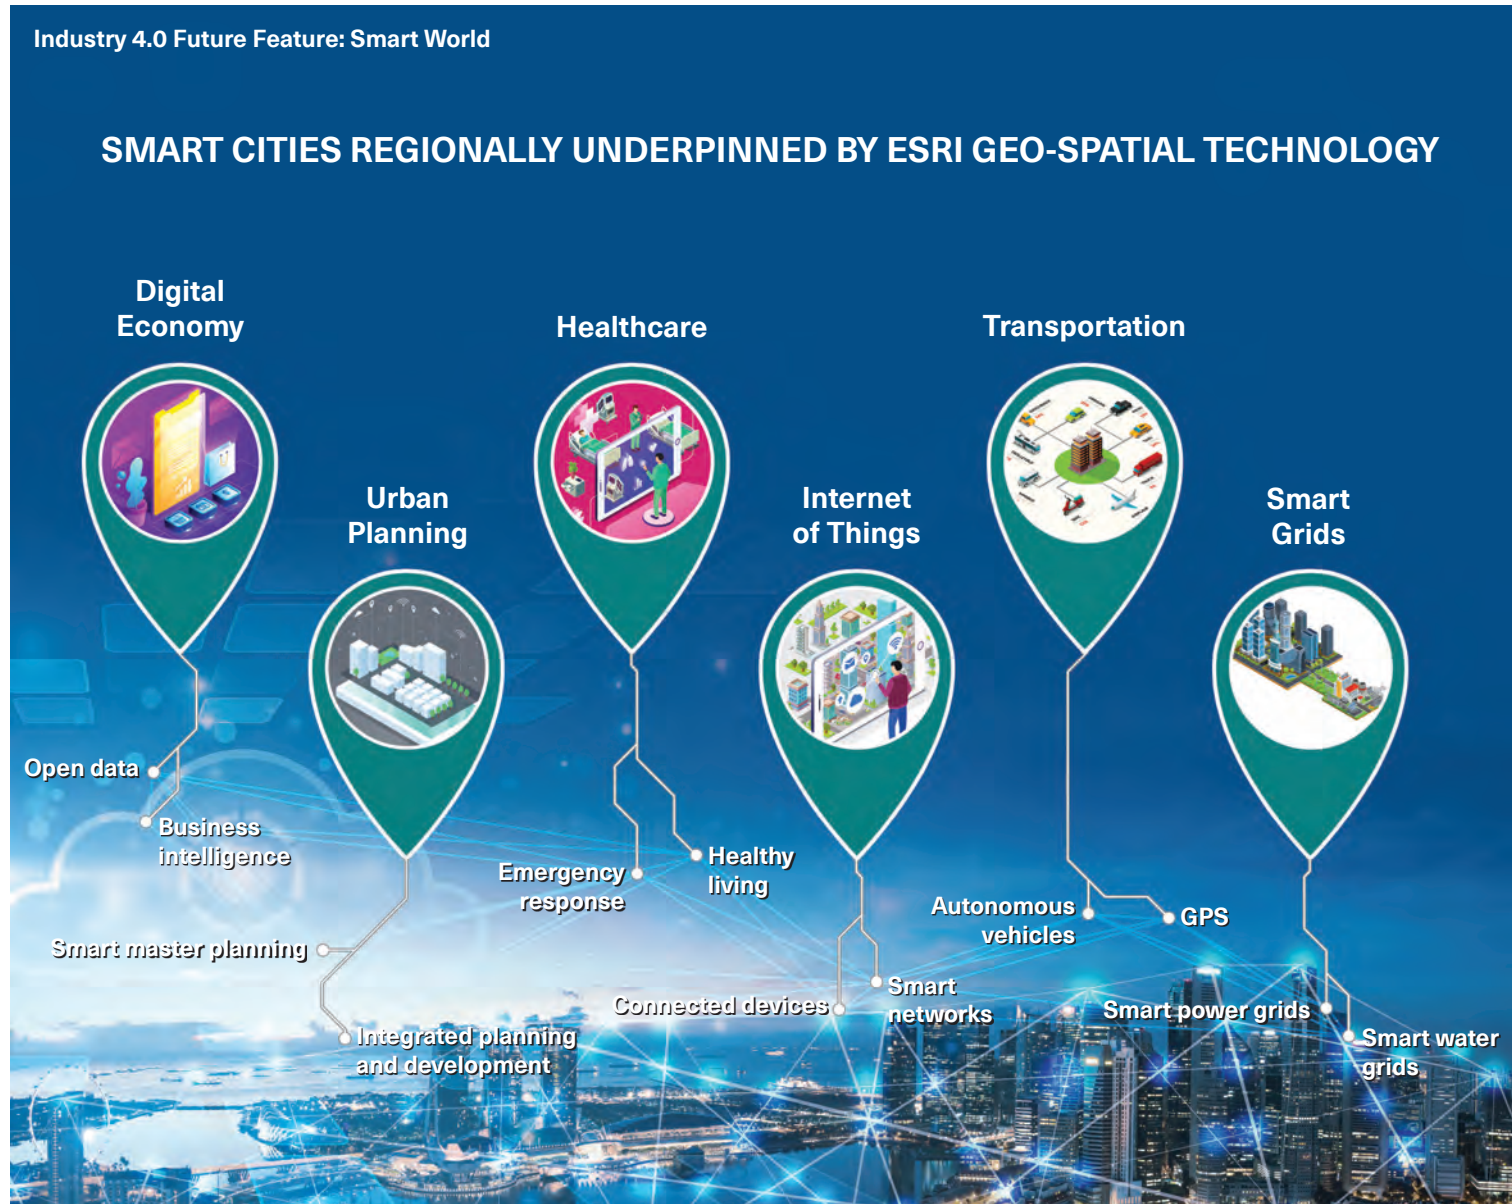 Industry 4.0 Future Feature: Smart World
SMART CITIES REGIONALLY UNDERPINNED BY ESRI GEO-SPATIAL TECHNOLOGY
Digital
Economy
Healthcare
Transportation
Urban
Planning
Internet
of Things
Smart
Grids
Open data
Business
intelligence
Emergency
response
Healthy
living
Autonomous
vehicles
GPS
Smart master planning
Connected devices
Smart
networks
Smart power grids
Integrated planning
and development
Smart water
grids